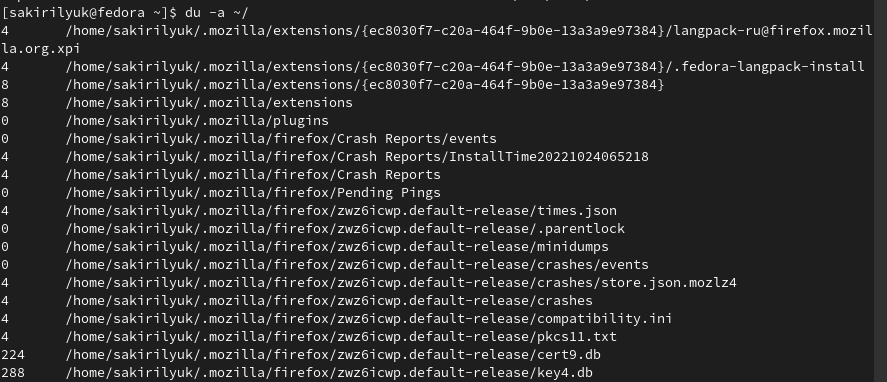 [sakirilyuk@fedora ~]$ du -a ~/
4       /home/sakirilyuk/.mozilla/extensions/{ec8030f7-c20a-464f-9b0e-13a3a9e97384}/langpack-ru@firefox.mozil
la.org.xpi
4       /home/sakirilyuk/.mozilla/extensions/{ec8030f7-c20a-464f-9b0e-13a3a9e97384}/.fedora-langpack-install
8       /home/sakirilyuk/.mozilla/extensions/{ec8030f7-c20a-464f-9b0e-13a3a9e97384}
8       /home/sakirilyuk/.mozilla/extensions
0       /home/sakirilyuk/.mozilla/plugins
0       /home/sakirilyuk/.mozilla/firefox/Crash Reports/events
4       /home/sakirilyuk/.mozilla/firefox/Crash Reports/InstallTime20221024065218
4       /home/sakirilyuk/.mozilla/firefox/Crash Reports
0       /home/sakirilyuk/.mozilla/firefox/Pending Pings
4       /home/sakirilyuk/.mozilla/firefox/zwz6icwp.default-release/times.json
0       /home/sakirilyuk/.mozilla/firefox/zwz6icwp.default-release/.parentlock
0       /home/sakirilyuk/.mozilla/firefox/zwz6icwp.default-release/minidumps
0       /home/sakirilyuk/.mozilla/firefox/zwz6icwp.default-release/crashes/events
4       /home/sakirilyuk/.mozilla/firefox/zwz6icwp.default-release/crashes/store.json.mozlz4
4       /home/sakirilyuk/.mozilla/firefox/zwz6icwp.default-release/crashes
4       /home/sakirilyuk/.mozilla/firefox/zwz6icwp.default-release/compatibility.ini
4       /home/sakirilyuk/.mozilla/firefox/zwz6icwp.default-release/pkcs11.txt
224     /home/sakirilyuk/.mozilla/firefox/zwz6icwp.default-release/cert9.db
288     /home/sakirilyuk/.mozilla/firefox/zwz6icwp.default-release/key4.db